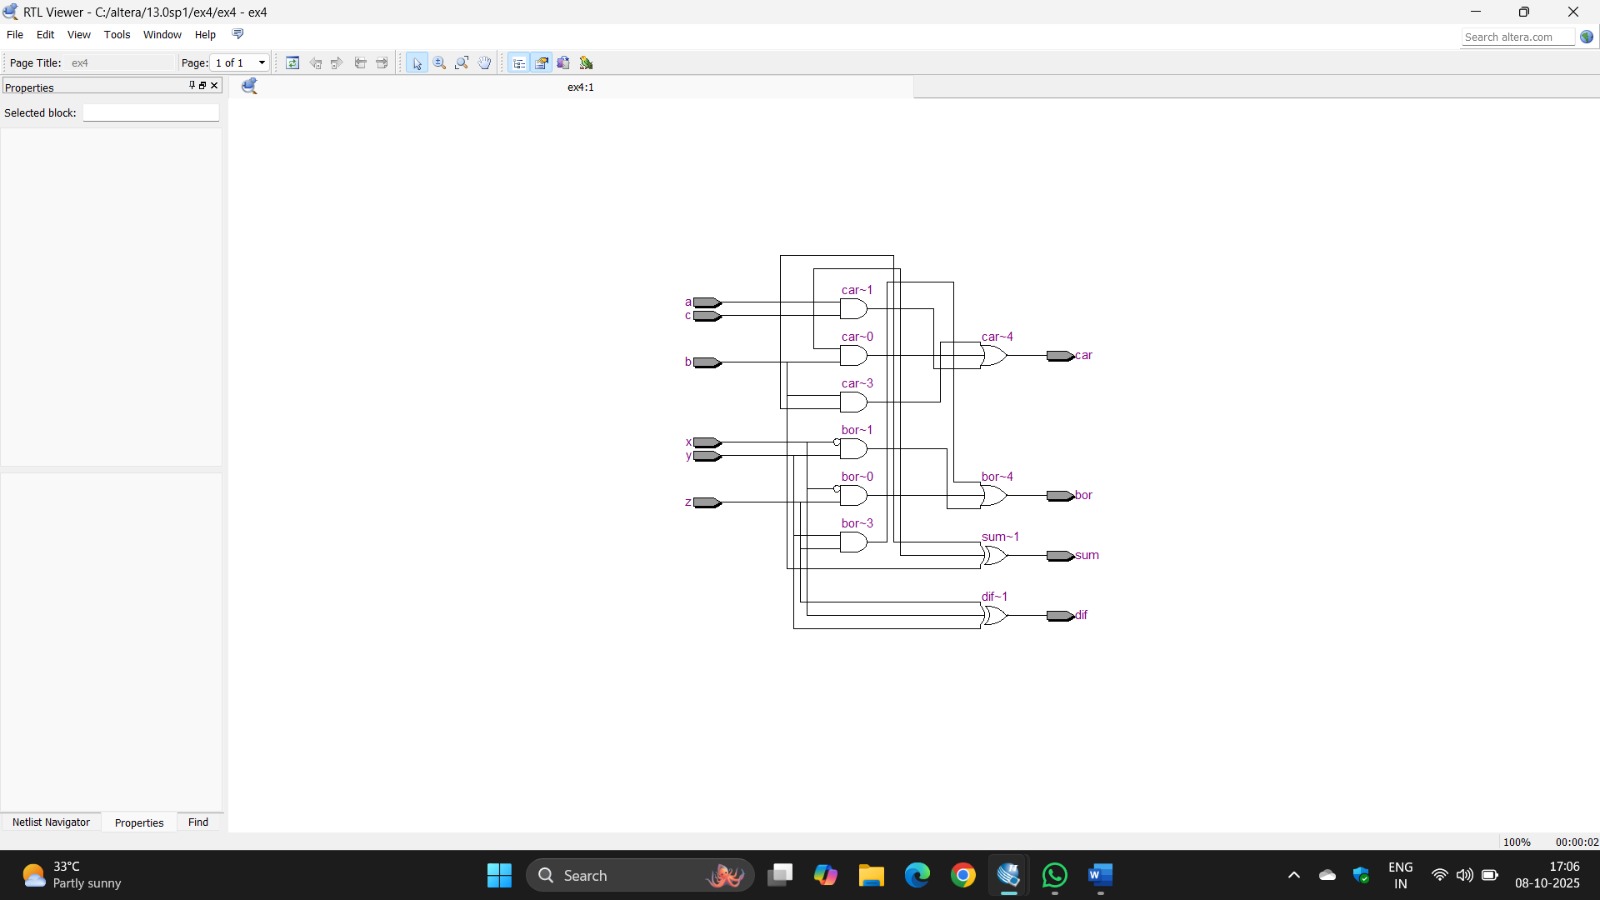 RTL Viewer - C:/altera/13.0sp1/ex4/ex4 - ex4
File Edit View Tools Window Help
Search altera.com
Page Title: ex4 Page: 1 of 1
Properties
ex4:1
Selected block:
car~1
a
c
car~0
car~4
b
car
car~3
bor~1
x
y
bor~0
bor~4
z
bor
bor~3
sum~1
sum
dif~1
dif
Netlist Navigator Properties Find
100% 00:00:02
33°C
Partly sunny
Search
ENG
IN
17:06
08-10-2025